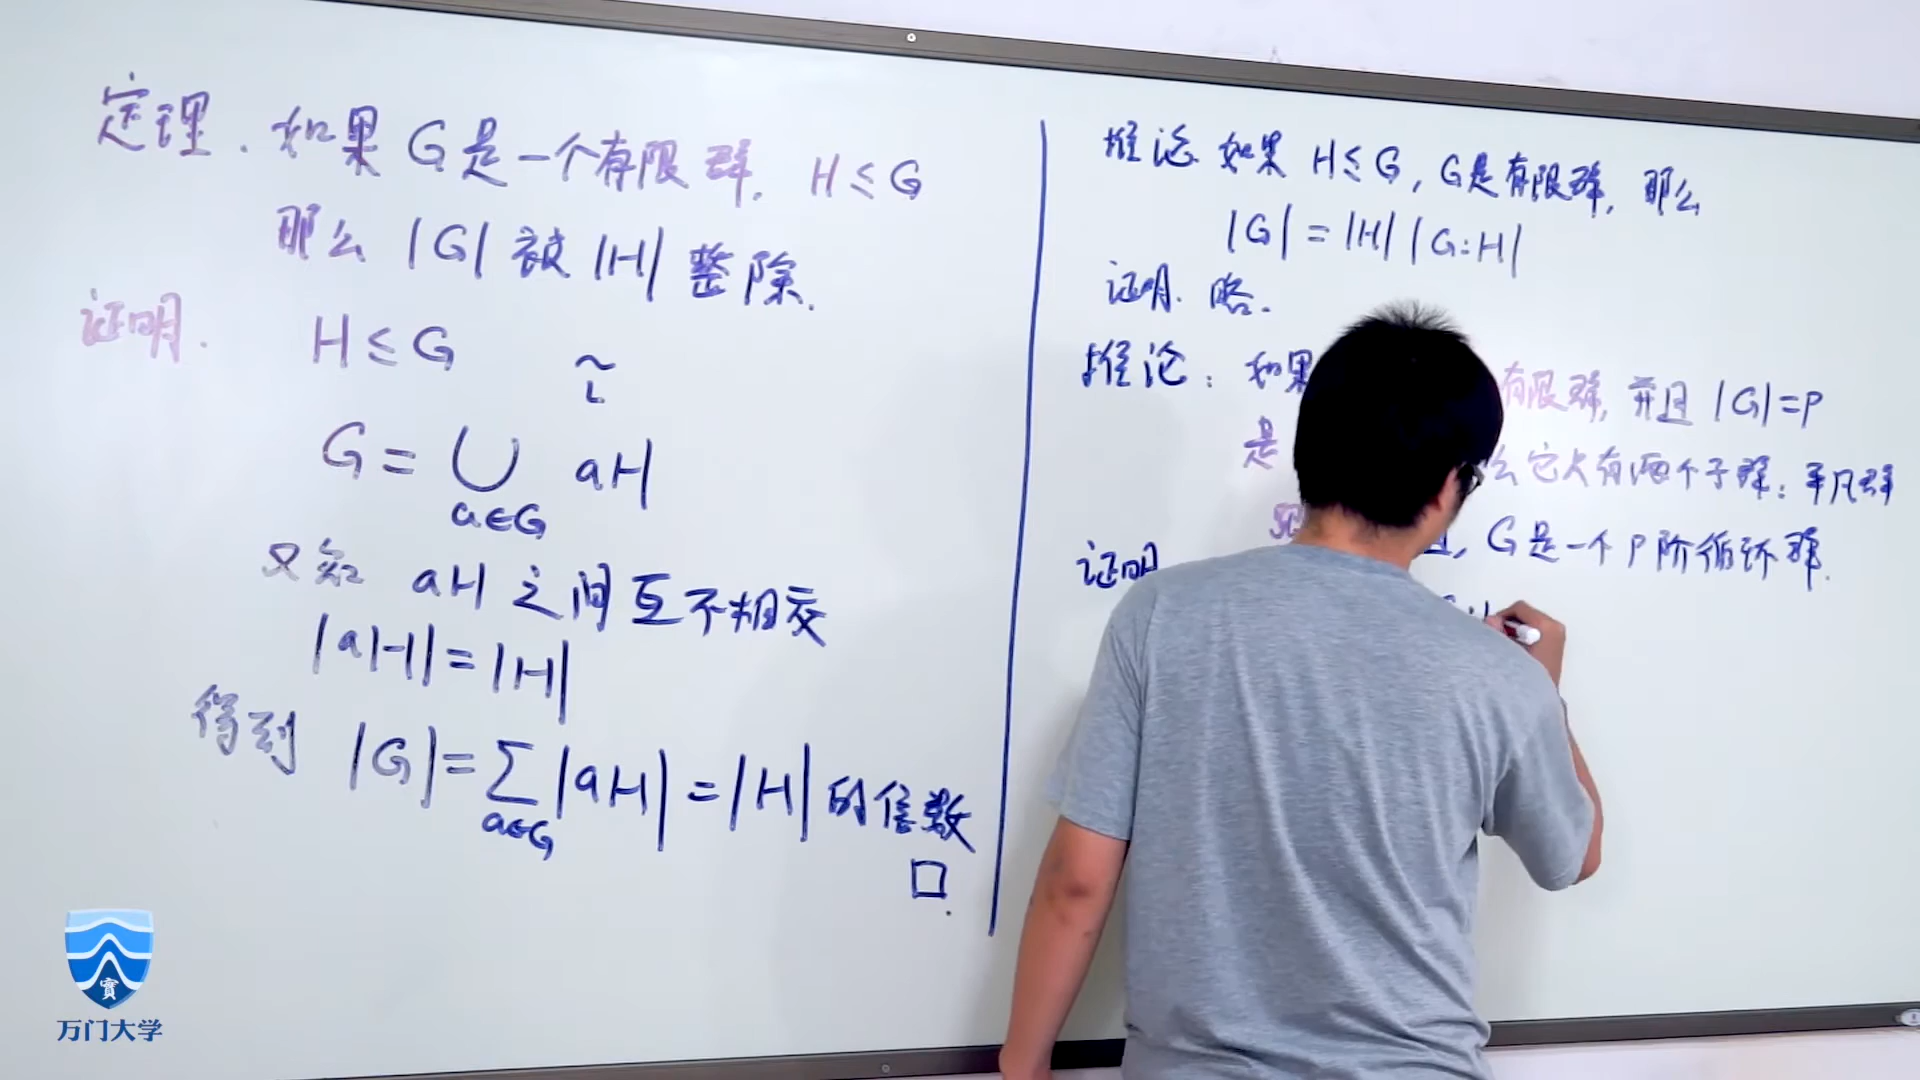 定理. 如果 G 是一个有限群, H ≤ G
那么 |G| 被 |H| 整除.
证明. H ≤ G
~
G = ∪ aH
a∈G
又知 aH 之间互不相交
|aH| = |H|
得到 |G| = ∑ |aH| = |H| 的倍数
a∈G
□.
推论 如果 H ≤ G, G是有限群, 那么
|G| = |H| |G:H|
证明. 略.
推论: 如果 有限群, 并且 |G|=p
是 么它只有两个子群: 平凡群
, G 是一个 p 阶循环群.
证明
實
万门大学